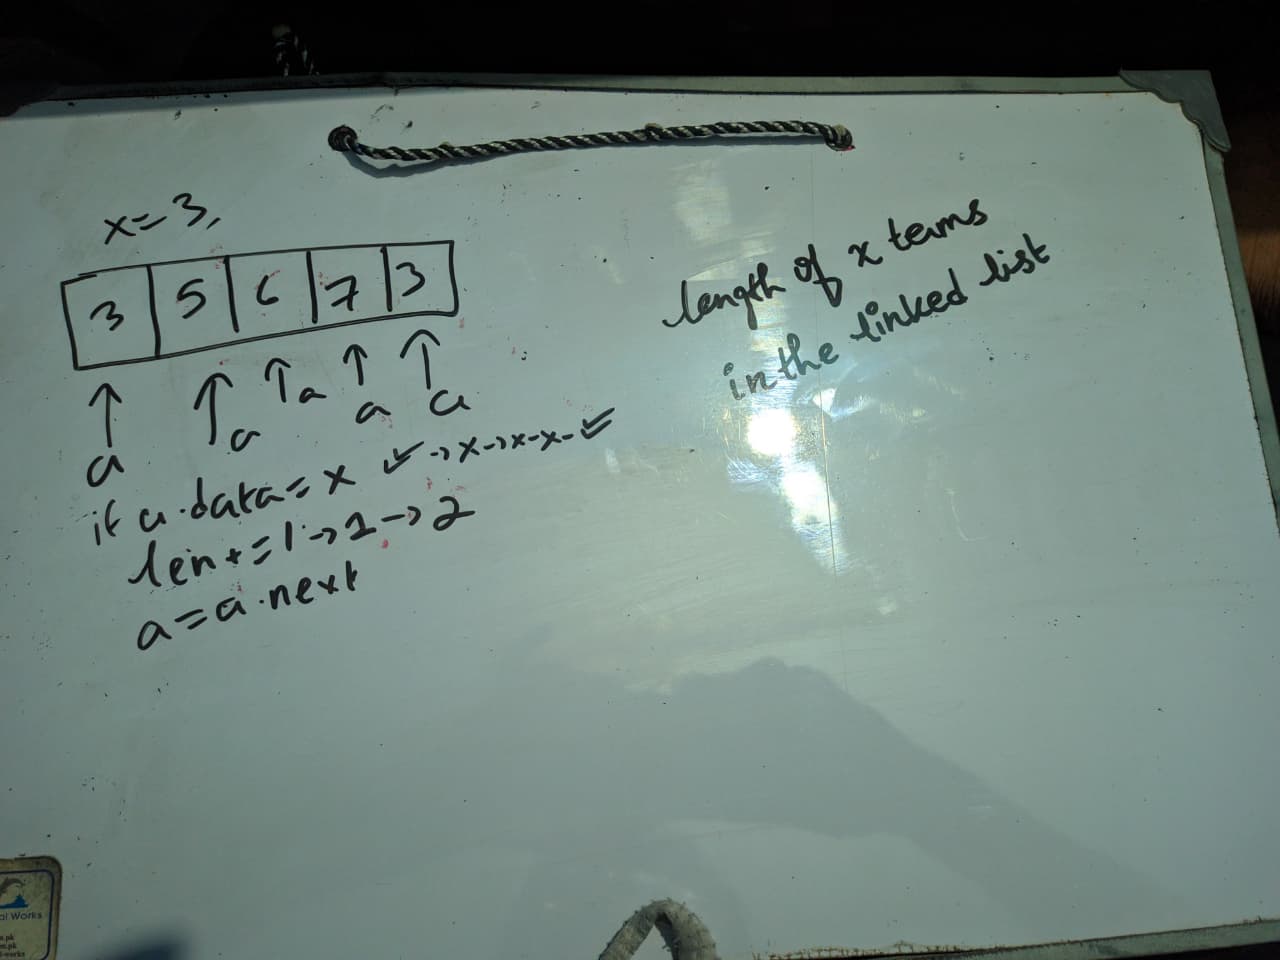 x=3,
3 5 6 7 3
a a a a a
if a.data=x ✓->x->x-x-✓
len+=1->1->2
a=a.next
length of x terms
in the linked list
al Works